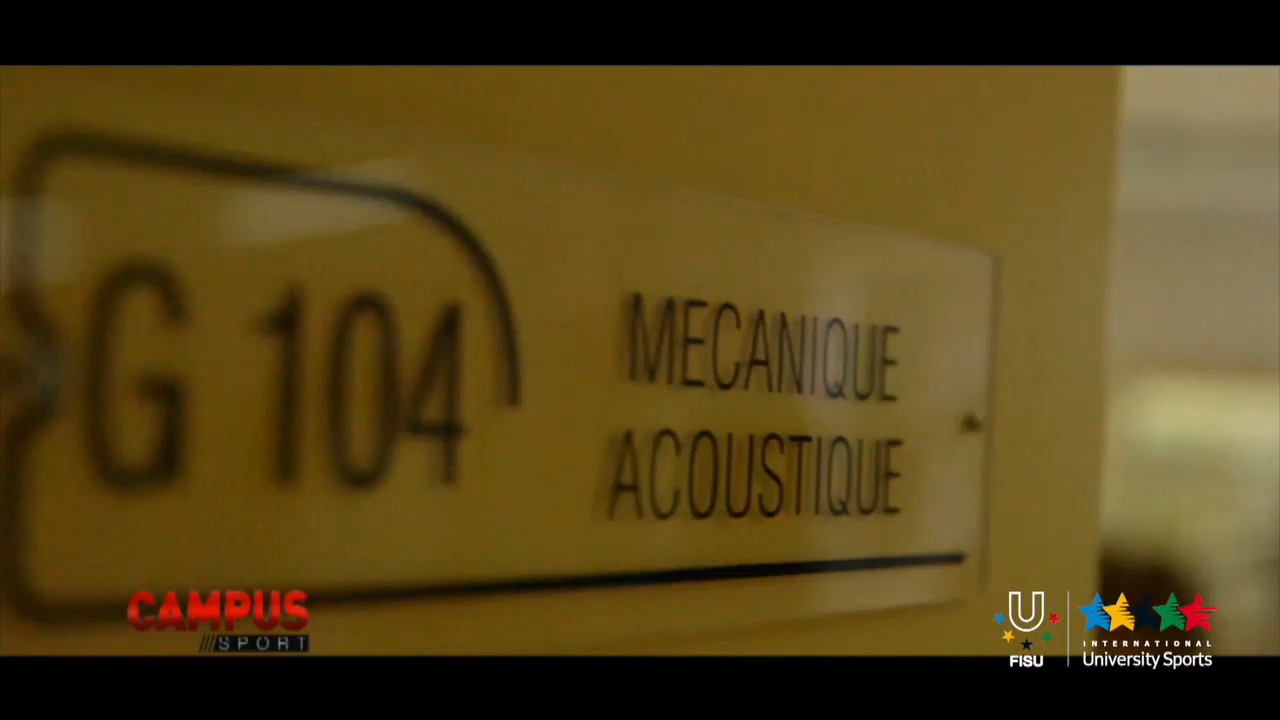 G 104
MECANIQUE
ACOUSTIQUE
CAMPUS
///SPORT
FISU
INTERNATIONAL
University Sports